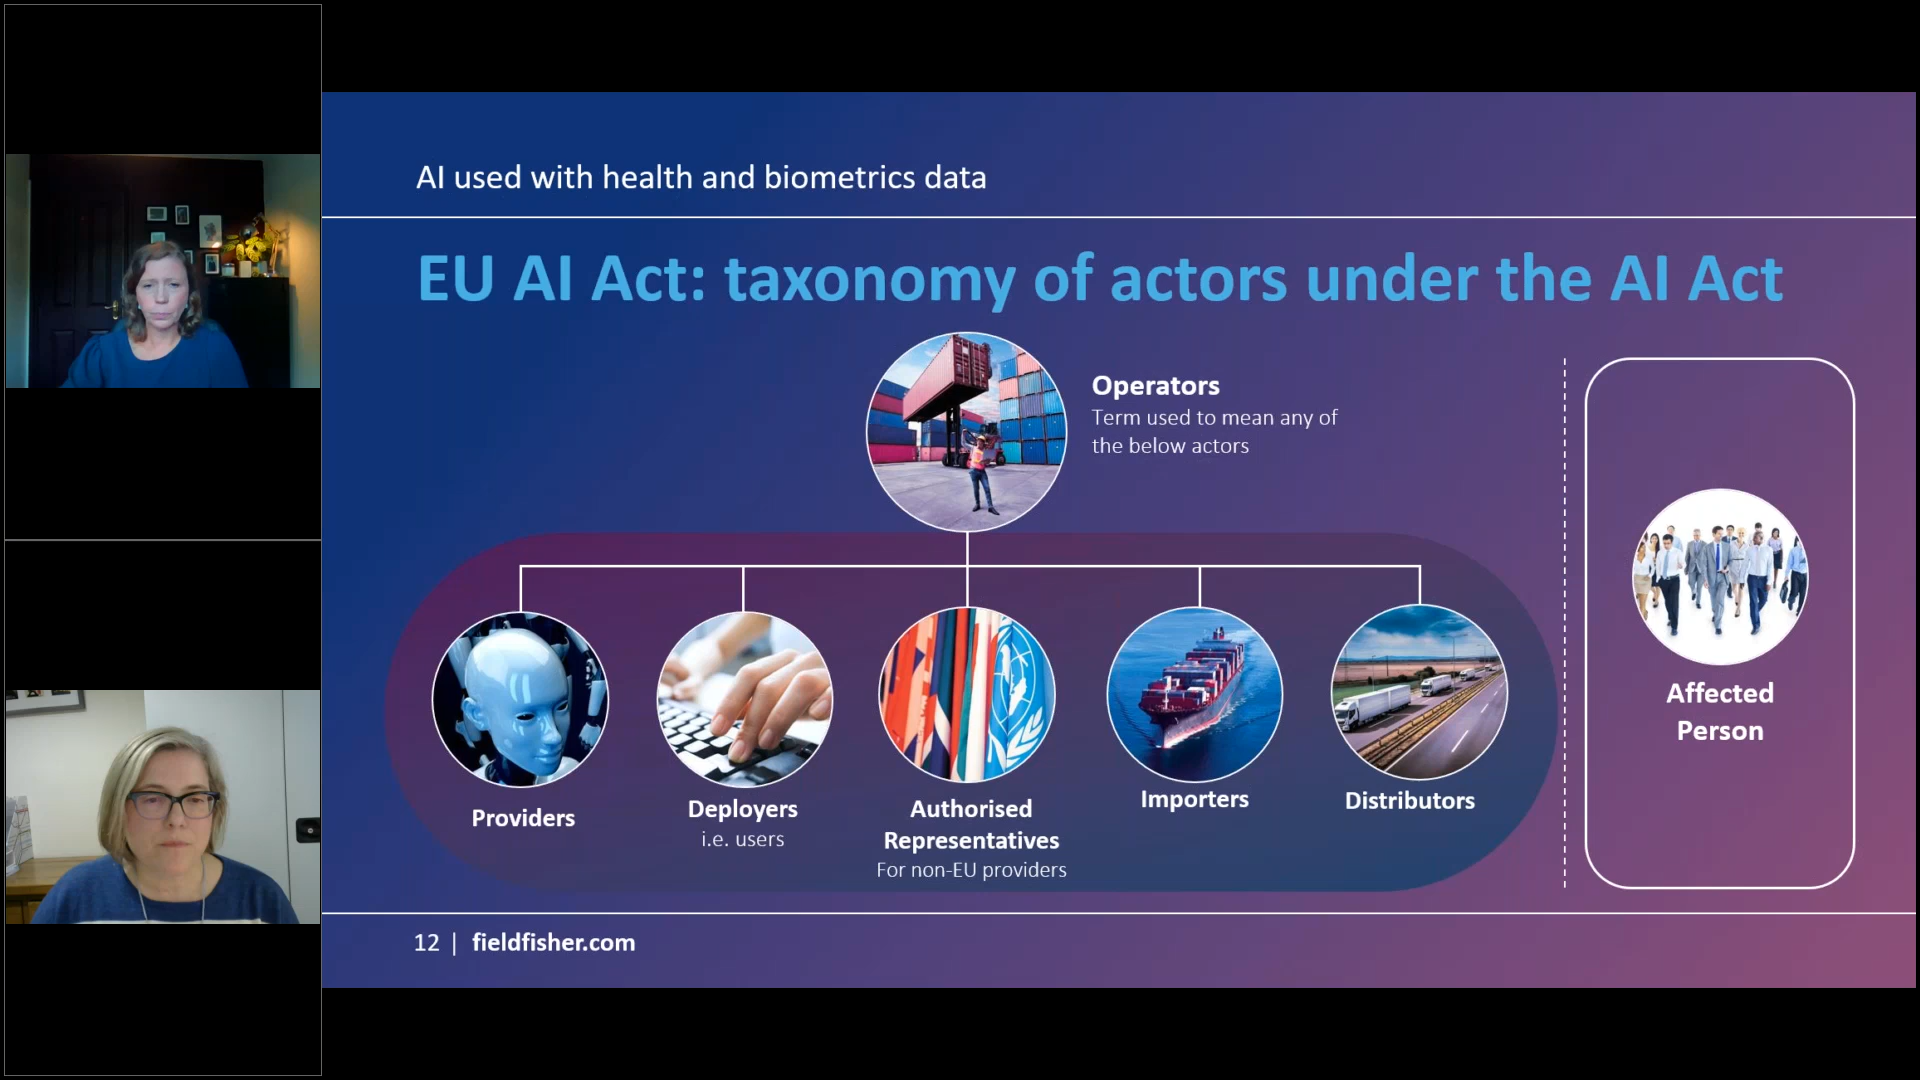 AI used with health and biometrics data
EU AI Act: taxonomy of actors under the AI Act
Operators
Term used to mean any of
the below actors
Providers
Deployers
i.e. users
Authorised
Representatives
For non-EU providers
Importers
Distributors
Affected
Person
12 | fieldfisher.com